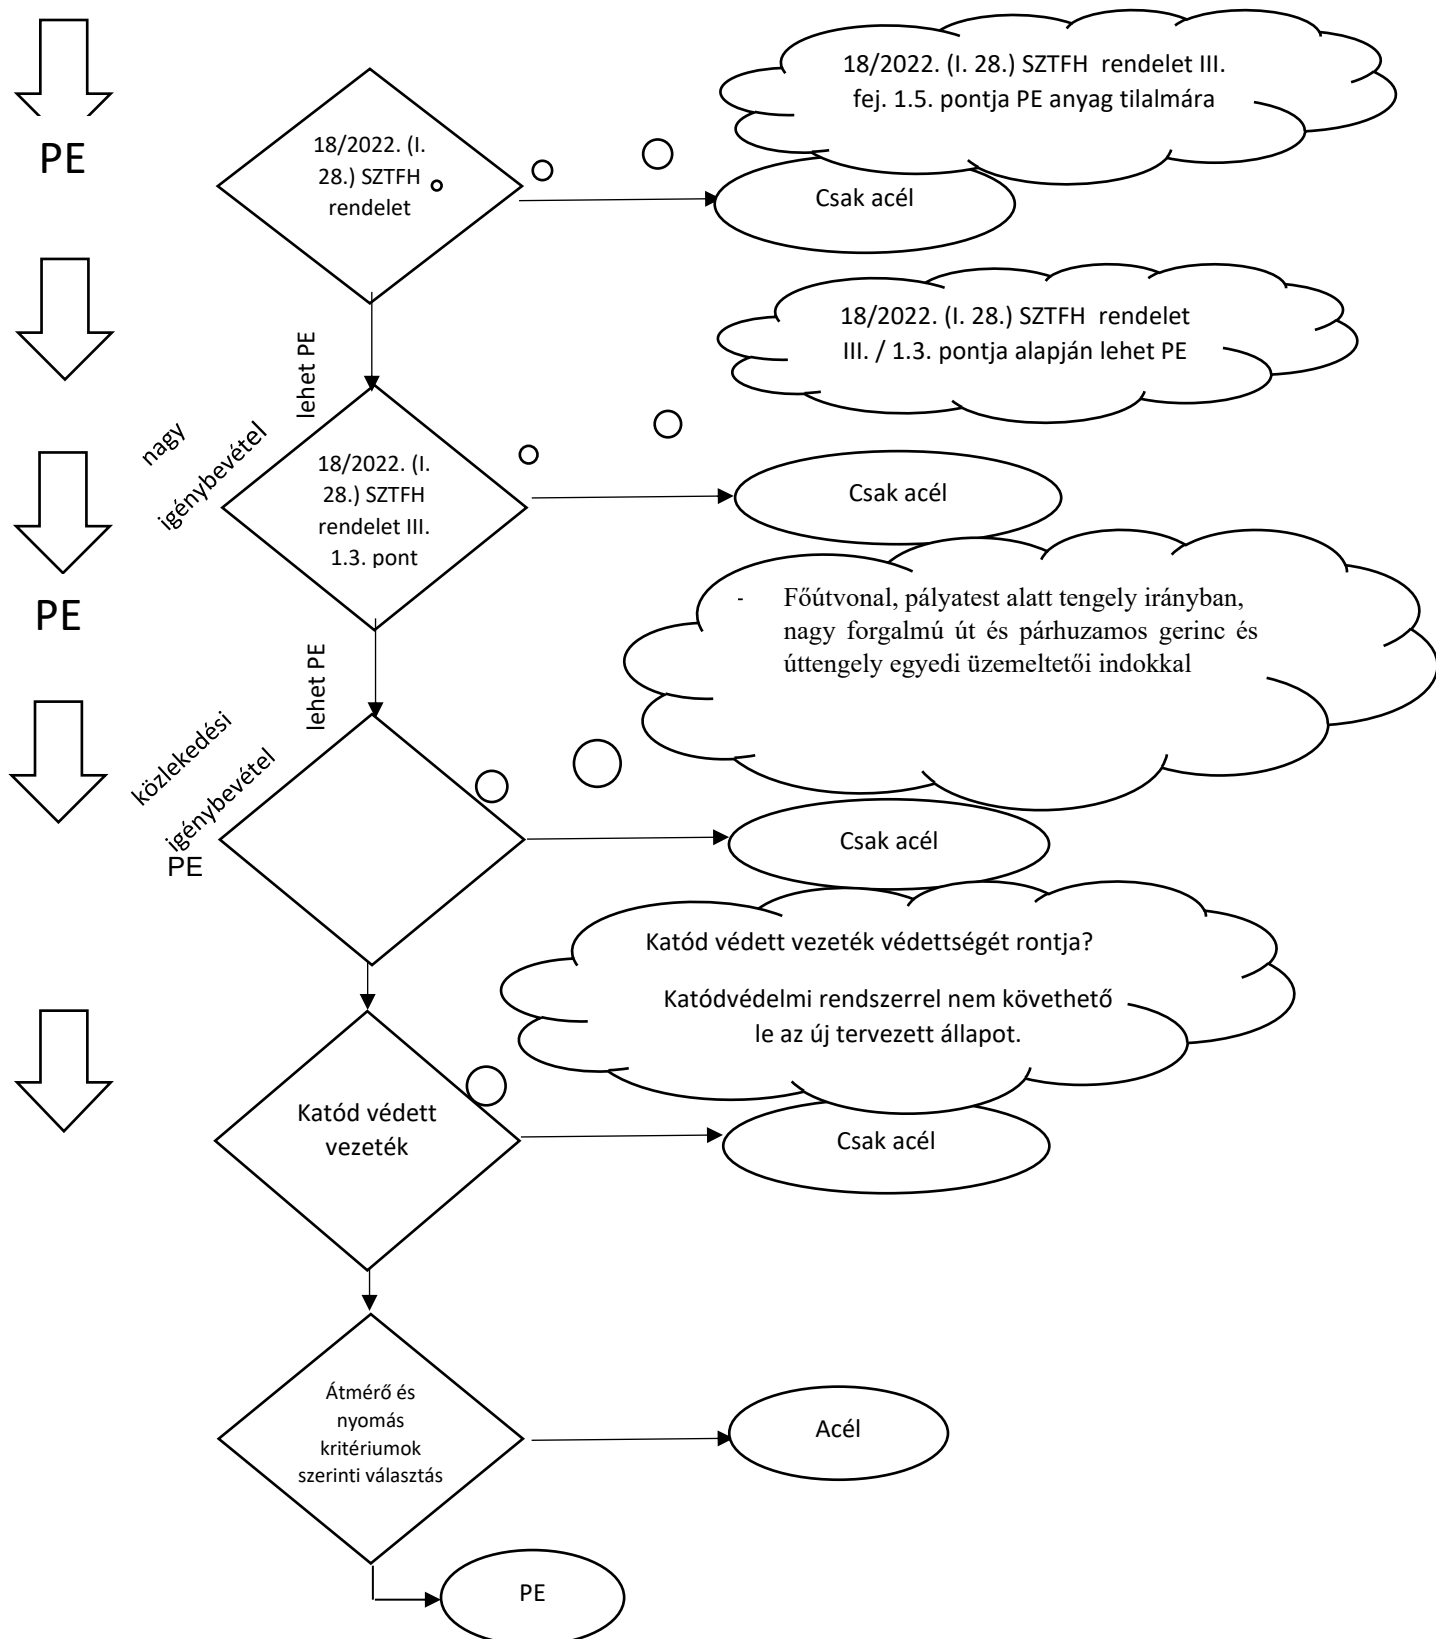 18/2022. (I. 28.) SZTFH  rendelet III.
fej. 1.5. pontja PE anyag tilalmára
PE
18/2022. (I.
28.) SZTFH
rendelet
Csak acél
lehet PE
18/2022. (I. 28.) SZTFH  rendelet
III. / 1.3. pontja alapján lehet PE
nagy
igénybevétel
18/2022. (I.
28.) SZTFH
rendelet III.
1.3. pont
Csak acél
PE
- Főútvonal, pályatest alatt tengely irányban,
nagy forgalmú út és párhuzamos gerinc és
úttengely egyedi üzemeltetői indokkal
lehet PE
közlekedési
igénybevétel
PE
Csak acél
Katód védett vezeték védettségét rontja?
Katódvédelmi rendszerrel nem követhető
le az új tervezett állapot.
Katód védett
vezeték
Csak acél
Átmérő és
nyomás
kritériumok
szerinti választás
Acél
PE